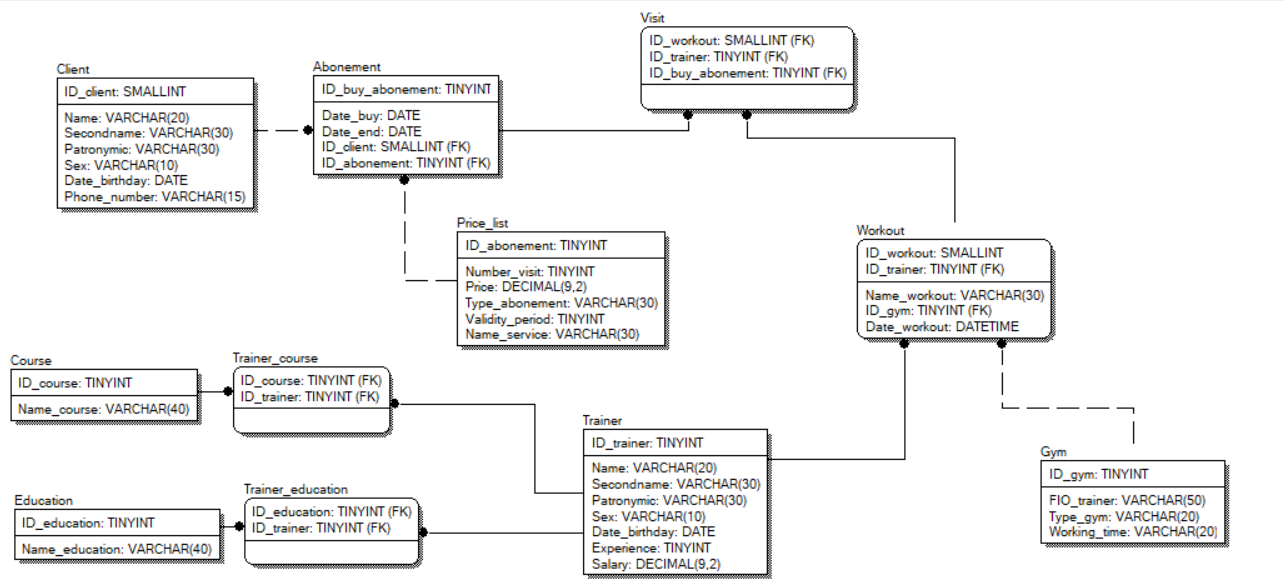 Visit
ID_workout: SMALLINT (FK)
ID_trainer: TINYINT (FK)
ID_buy_abonement: TINYINT (FK)
Client
ID_client: SMALLINT
Name: VARCHAR(20)
Secondname: VARCHAR(30)
Patronymic: VARCHAR(30)
Sex: VARCHAR(10)
Date_birthday: DATE
Phone_number: VARCHAR(15)
Abonement
ID_buy_abonement: TINYINT
Date_buy: DATE
Date_end: DATE
ID_client: SMALLINT (FK)
ID_abonement: TINYINT (FK)
Price_list
ID_abonement: TINYINT
Number_visit: TINYINT
Price: DECIMAL(9,2)
Type_abonement: VARCHAR(30)
Validity_period: TINYINT
Name_service: VARCHAR(30)
Workout
ID_workout: SMALLINT
ID_trainer: TINYINT (FK)
Name_workout: VARCHAR(30)
ID_gym: TINYINT (FK)
Date_workout: DATETIME
Course
ID_course: TINYINT
Name_course: VARCHAR(40)
Trainer_course
ID_course: TINYINT (FK)
ID_trainer: TINYINT (FK)
Trainer
ID_trainer: TINYINT
Name: VARCHAR(20)
Secondname: VARCHAR(30)
Patronymic: VARCHAR(30)
Sex: VARCHAR(10)
Date_birthday: DATE
Experience: TINYINT
Salary: DECIMAL(9,2)
Gym
ID_gym: TINYINT
FIO_trainer: VARCHAR(50)
Type_gym: VARCHAR(20)
Working_time: VARCHAR(20)
Education
ID_education: TINYINT
Name_education: VARCHAR(40)
Trainer_education
ID_education: TINYINT (FK)
ID_trainer: TINYINT (FK)